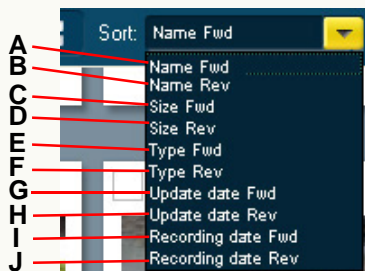 Sort: Name Fwd
A Name Fwd
B Name Rev
C Size Fwd
D Size Rev
E Type Fwd
F Type Rev
G Update date Fwd
H Update date Rev
I Recording date Fwd
J Recording date Rev